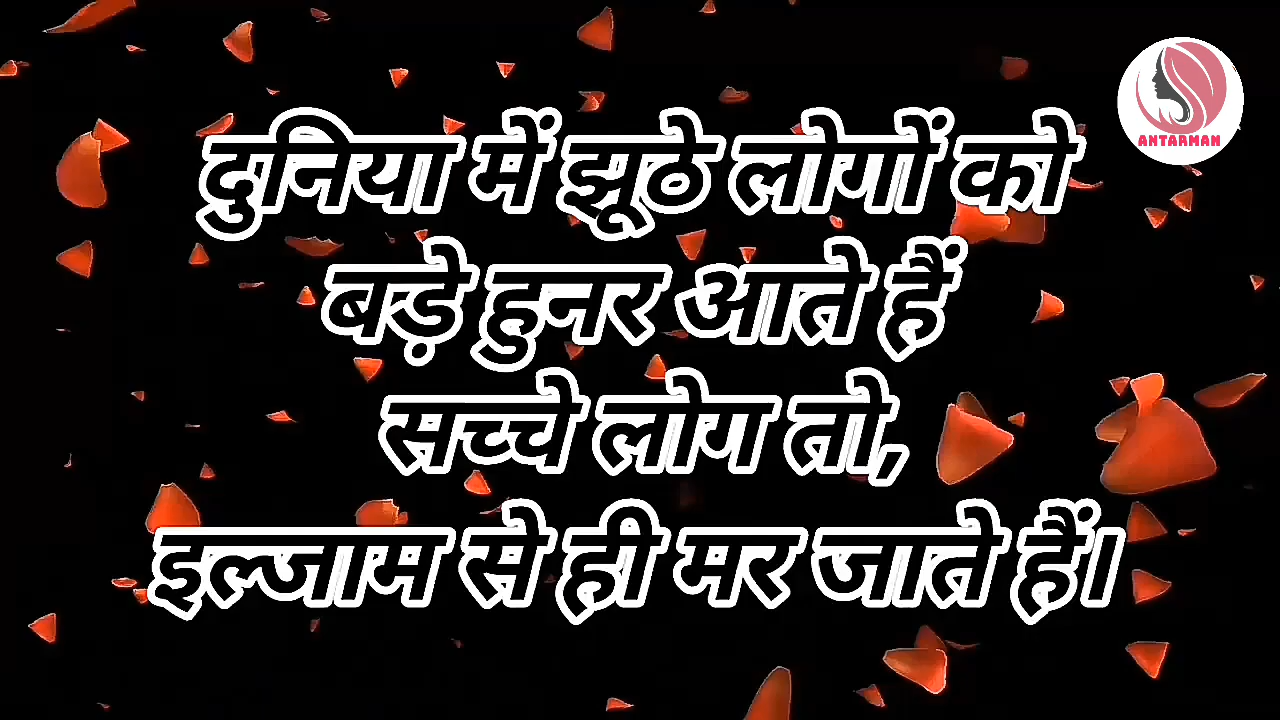 दुनिया में झूठे लोगों को
बड़े हुनर आते हैं
सच्चे लोग तो,
इल्जाम से ही मर जाते हैं।
ANTARMAN